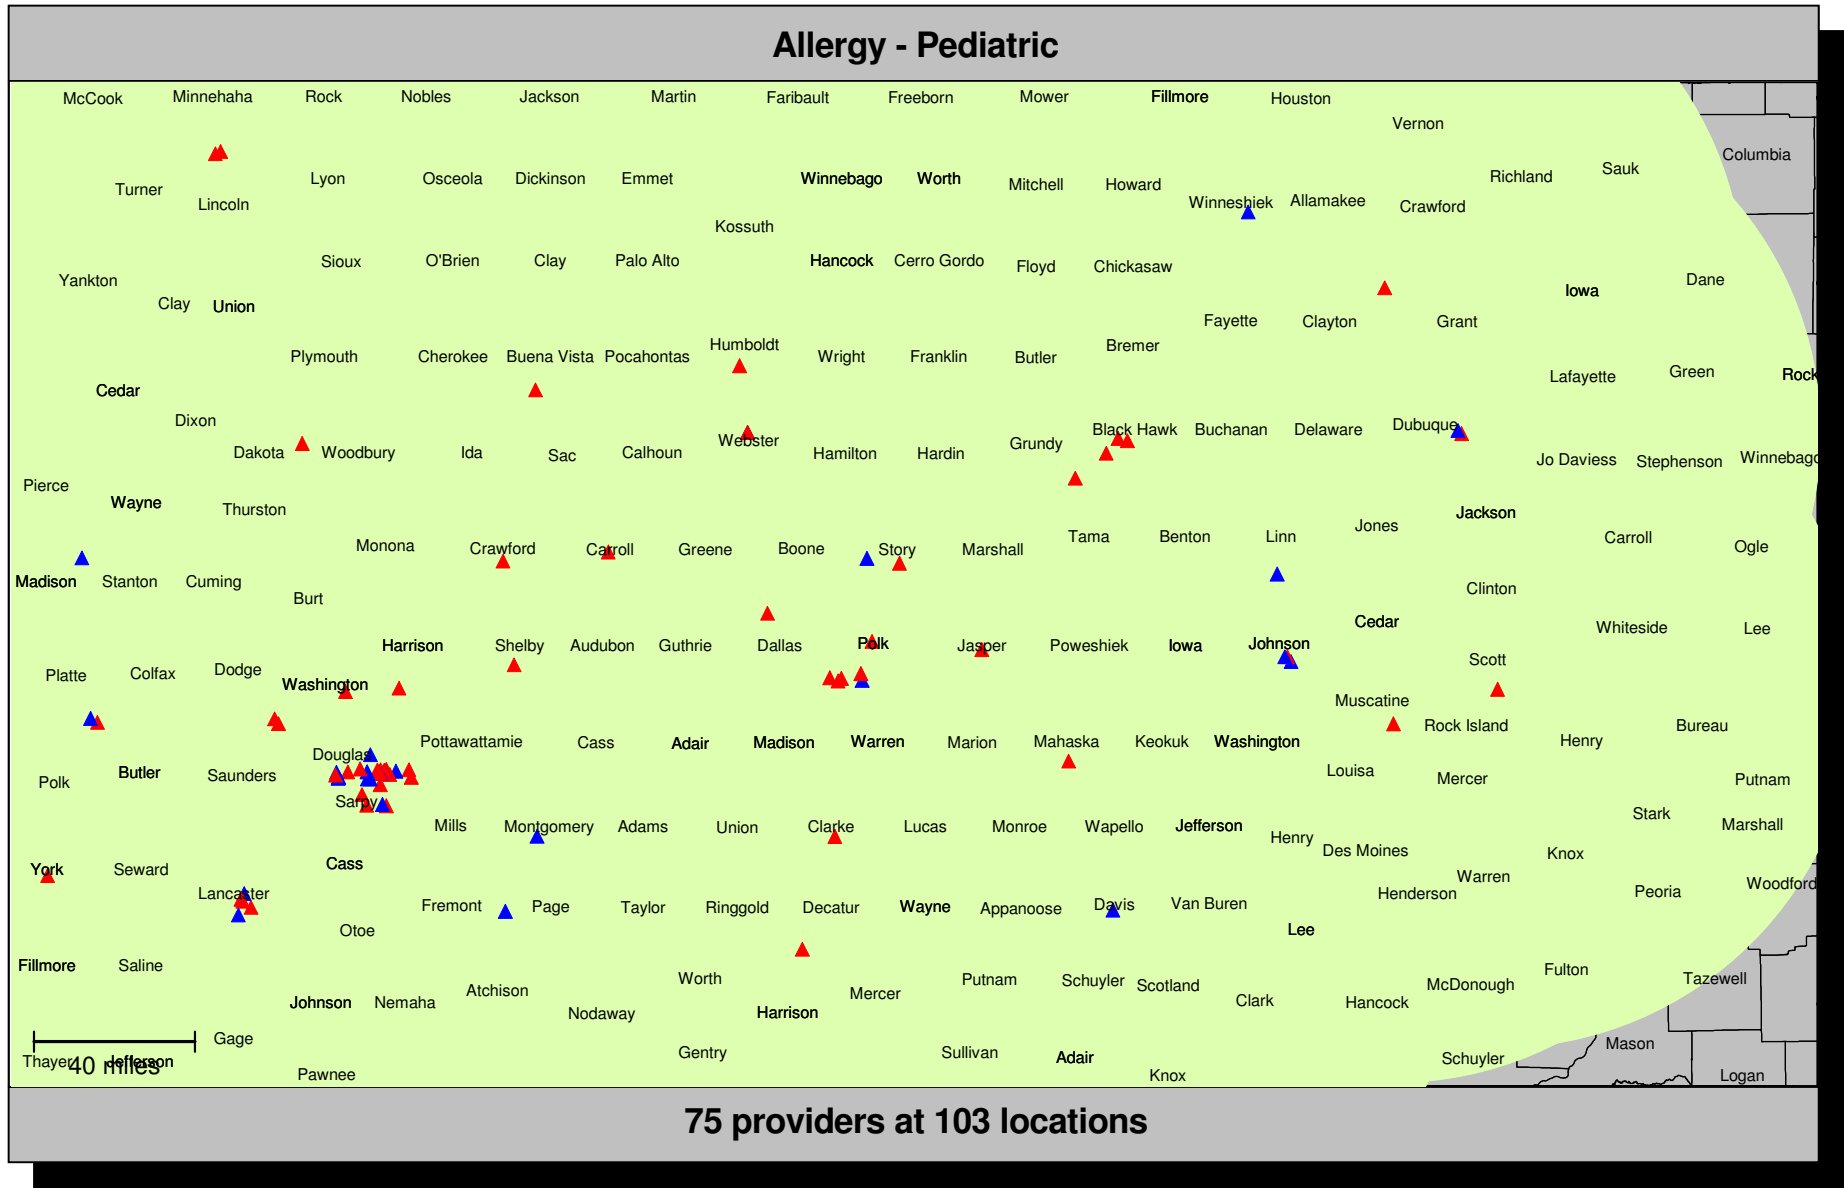 Allergy - Pediatric
McCook Minnehaha Rock Nobles Jackson Martin Faribault Freeborn Mower Fillmore Houston
Vernon
Columbia
Turner Lyon Osceola Dickinson Emmet Winnebago Worth Mitchell Howard Richland Sauk
Lincoln Winneshiek Allamakee Crawford
Kossuth
Sioux O'Brien Clay Palo Alto Hancock Cerro Gordo Floyd Chickasaw
Yankton Dane
Clay Union Iowa
Fayette Clayton Grant
Humboldt Bremer
Plymouth Cherokee Buena Vista Pocahontas Wright Franklin Butler
Cedar Lafayette Green Rock
Dixon Dubuque
Black Hawk Buchanan Delaware
Dakota Woodbury Ida Sac Calhoun Webster Hamilton Hardin Grundy
Jo Daviess Stephenson Winnebago
Pierce
Wayne Thurston Jackson
Jones
Monona Crawford Carroll Greene Boone Story Marshall Tama Benton Linn Carroll Ogle
Madison Stanton Cuming Clinton
Burt
Cedar Whiteside Lee
Harrison Shelby Audubon Guthrie Dallas Polk Jasper Poweshiek Iowa Johnson
Platte Colfax Dodge Scott
Washington Muscatine
Rock Island Bureau
Douglas Pottawattamie Cass Adair Madison Warren Marion Mahaska Keokuk Washington Henry
Polk Butler Saunders Louisa Mercer Putnam
Sarpy
Mills Montgomery Adams Union Clarke Lucas Monroe Wapello Jefferson Henry Stark Marshall
York Seward Cass Des Moines Knox
Warren Woodford
Lancaster Henderson Peoria
Fremont Page Taylor Ringgold Decatur Wayne Appanoose Davis Van Buren
Otoe Lee
Fillmore Saline Fulton
Worth Putnam Schuyler Scotland McDonough Tazewell
Johnson Nemaha Atchison Mercer Clark Hancock
Nodaway Harrison
Gage Mason
Thayer Jefferson Gentry Sullivan Adair Schuyler
40 miles
Pawnee Knox Logan
75 providers at 103 locations